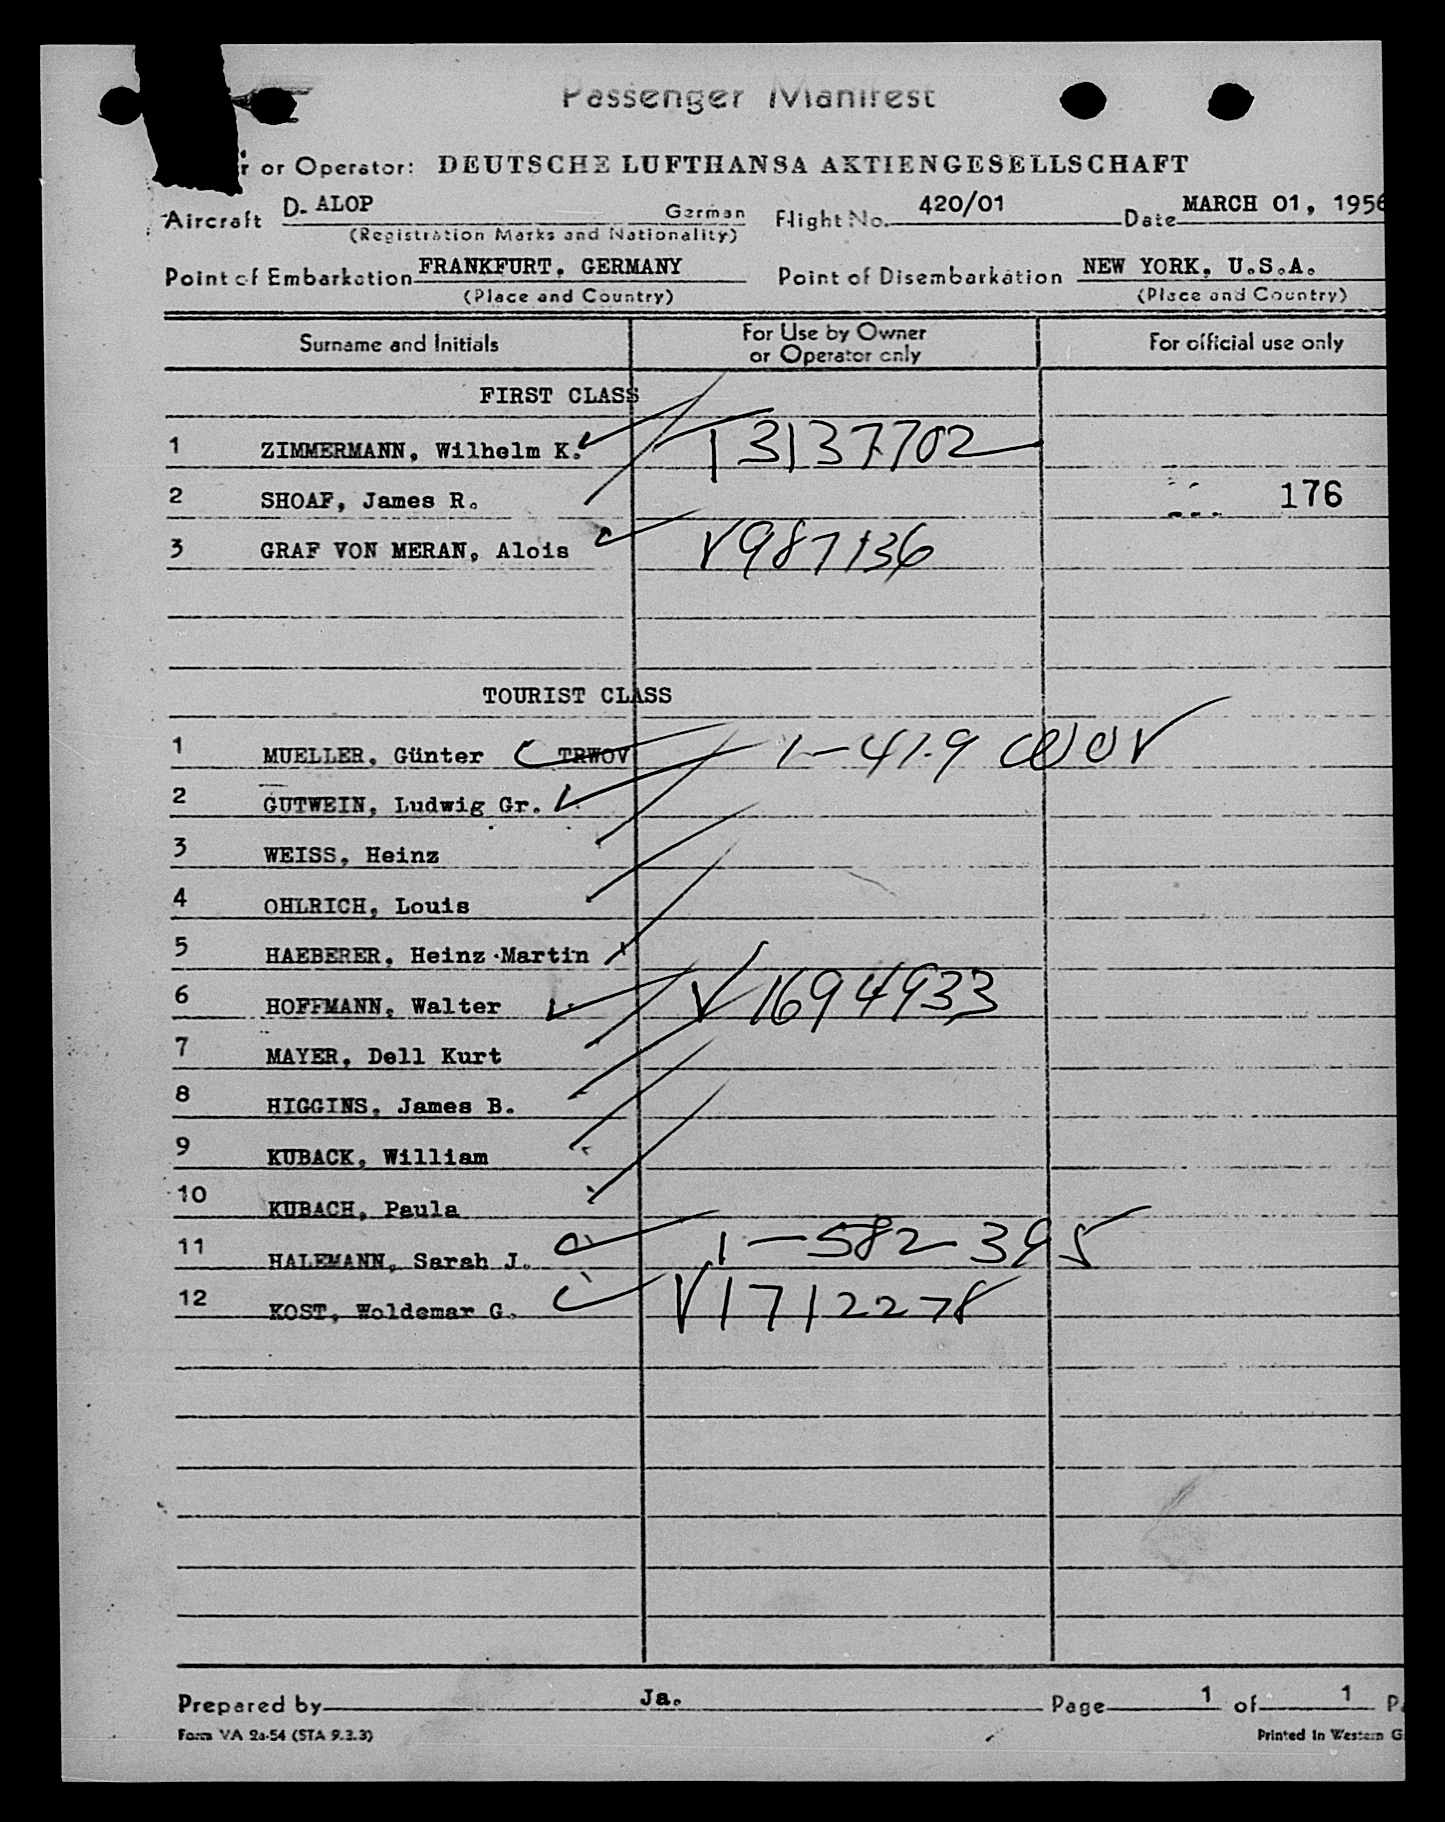 Passenger Manifest
r or Operator: DEUTSCHE LUFTHANSA AKTIENGESELLSCHAFT
Aircraft D. ALOP German Flight No. 420/01 Date MARCH 01, 1956
(Registration Marks and Nationality)
Point of Embarkation FRANKFURT, GERMANY Point of Disembarkation NEW YORK, U.S.A.
(Place and Country) (Place and Country)
Surname and Initials For Use by Owner or Operator only For official use only
FIRST CLASS
1 ZIMMERMANN, Wilhelm K. 13137702
2 SHOAF, James R. 176
3 GRAF VON MERAN, Alois V987136
TOURIST CLASS
1 MUELLER, Günter TRWOV 1-41-9
2 GUTWEIN, Ludwig Gr.
3 WEISS, Heinz
4 OHLRICH, Louis
5 HAEBERER, Heinz Martin
6 HOFFMANN, Walter V1694933
7 MAYER, Dell Kurt
8 HIGGINS, James B.
9 KUBACK, William
10 KUBACH, Paula
11 HALEMANN, Sarah J. 1-582395
12 KOST, Woldemar G. V1712278
Prepared by Ja. Page 1 of 1 Pa
Form VA 2a-54 (STA 9.3.3) Printed in Western G